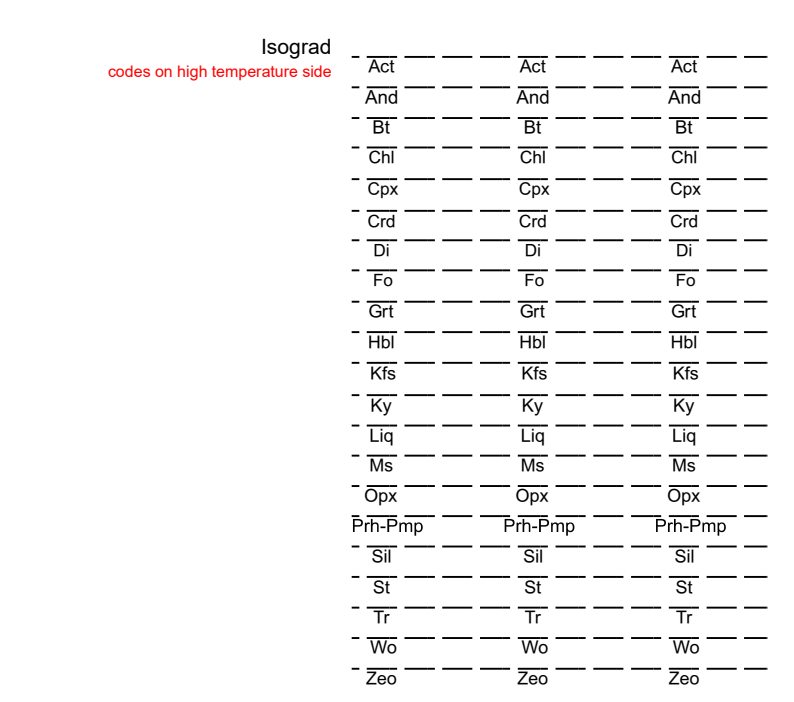 Isograd
codes on high temperature side
Act Act Act
And And And
Bt Bt Bt
Chl Chl Chl
Cpx Cpx Cpx
Crd Crd Crd
Di Di Di
Fo Fo Fo
Grt Grt Grt
Hbl Hbl Hbl
Kfs Kfs Kfs
Ky Ky Ky
Liq Liq Liq
Ms Ms Ms
Opx Opx Opx
Prh-Pmp Prh-Pmp Prh-Pmp
Sil Sil Sil
St St St
Tr Tr Tr
Wo Wo Wo
Zeo Zeo Zeo